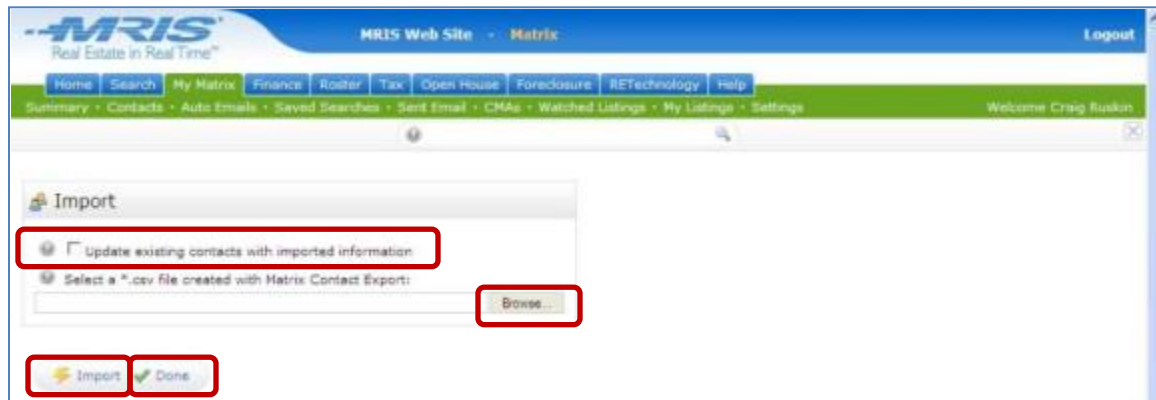 MRIS
Real Estate in Real Time™
MRIS Web Site - Matrix
Logout
Home Search My Matrix Finance Roster Tax Open House Foreclosure RETechnology Help
Summary · Contacts · Auto Emails · Saved Searches · Sent Email · CMAs · Watched Listings · My Listings · Settings
Welcome Craig Ruskin
Import
Update existing contacts with imported information
Select a *.csv file created with Matrix Contact Export:
Browse...
Import Done